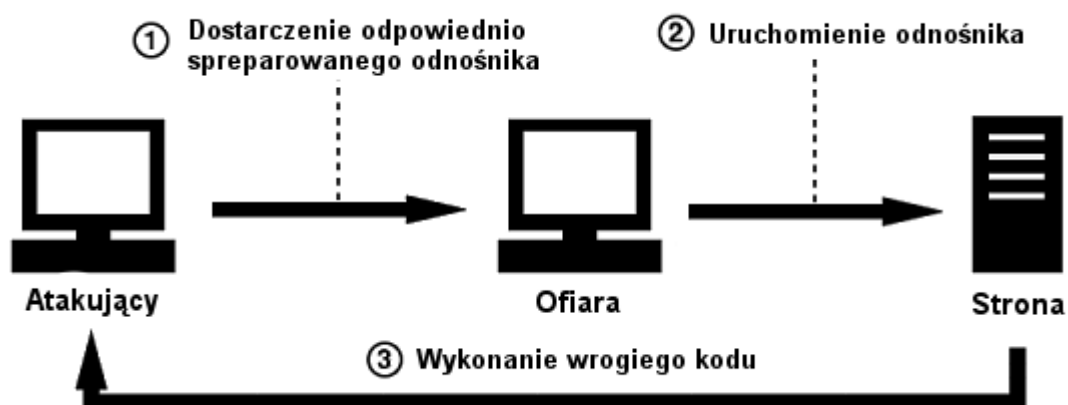 ① Dostarczenie odpowiednio
spreparowanego odnośnika
② Uruchomienie odnośnika
Atakujący
Ofiara
Strona
③ Wykonanie wrogiego kodu